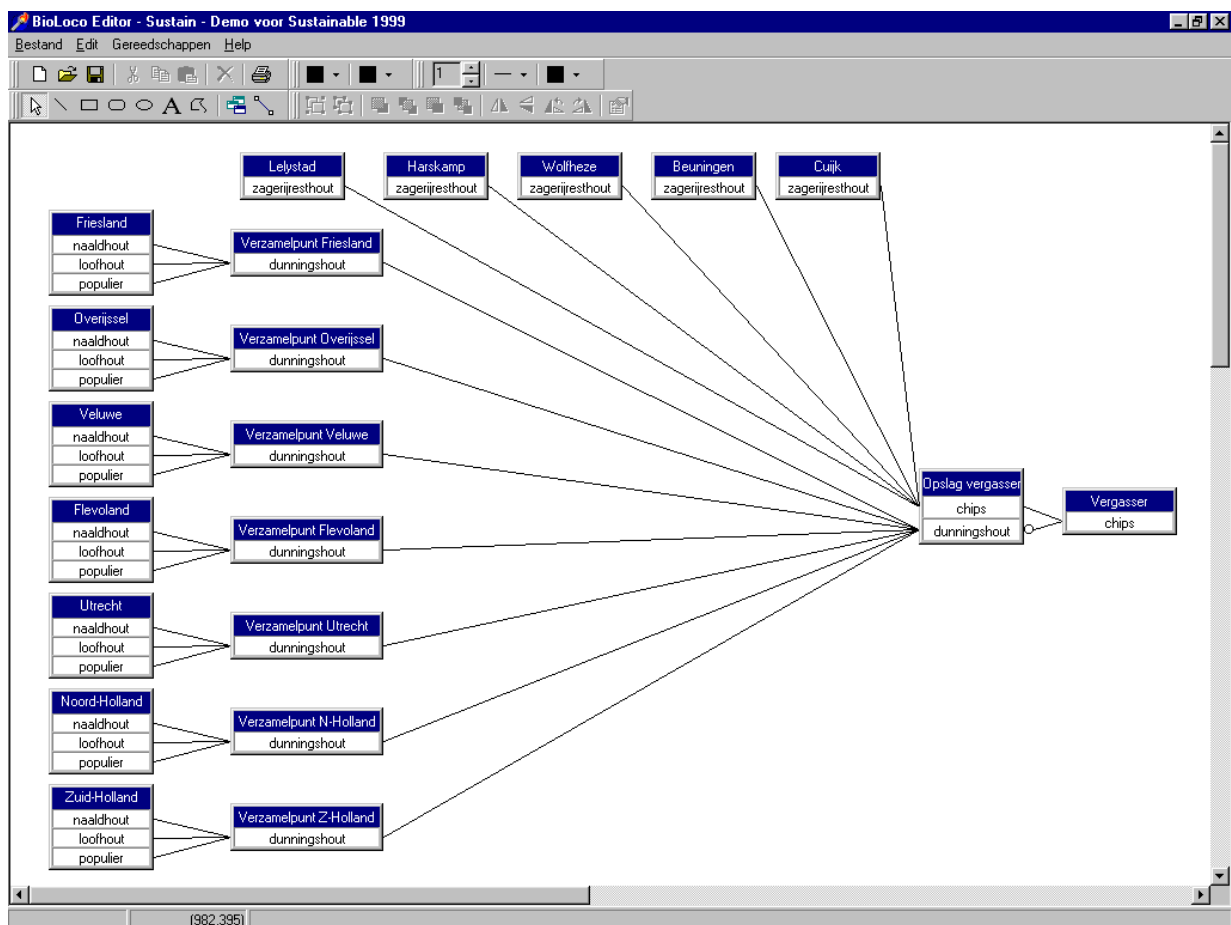 BioLoco Editor - Sustain - Demo voor Sustainable 1999
Bestand Edit Gereedschappen Help
1
A
Lelystad
zagerijresthout
Harskamp
zagerijresthout
Wolfheze
zagerijresthout
Beuningen
zagerijresthout
Cuijk
zagerijresthout
Friesland
naaldhout
loofhout
populier
Verzamelpunt Friesland
dunningshout
Overijssel
naaldhout
loofhout
populier
Verzamelpunt Overijssel
dunningshout
Veluwe
naaldhout
loofhout
populier
Verzamelpunt Veluwe
dunningshout
Opslag vergasser
chips
dunningshout
Vergasser
chips
Flevoland
naaldhout
loofhout
populier
Verzamelpunt Flevoland
dunningshout
Utrecht
naaldhout
loofhout
populier
Verzamelpunt Utrecht
dunningshout
Noord-Holland
naaldhout
loofhout
populier
Verzamelpunt N-Holland
dunningshout
Zuid-Holland
naaldhout
loofhout
populier
Verzamelpunt Z-Holland
dunningshout
(982,395)